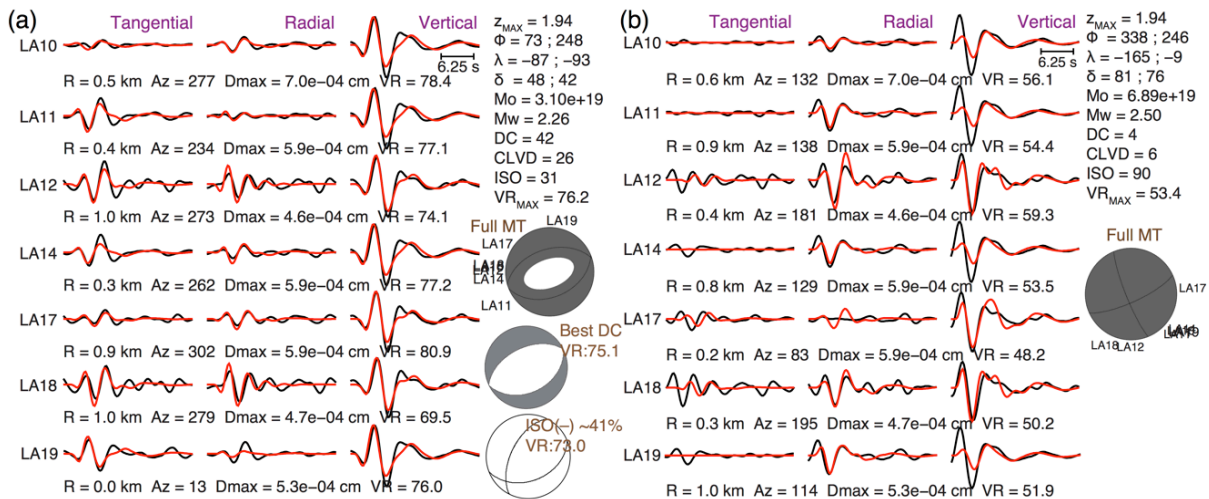 (a)
Tangential Radial Vertical
LA10
6.25 s
R = 0.5 km Az = 277 Dmax = 7.0e−04 cm VR = 78.4
LA11
R = 0.4 km Az = 234 Dmax = 5.9e−04 cm VR = 77.1
LA12
R = 1.0 km Az = 273 Dmax = 4.6e−04 cm VR = 74.1
LA14
R = 0.3 km Az = 262 Dmax = 5.9e−04 cm VR = 77.2
LA17
R = 0.9 km Az = 302 Dmax = 5.9e−04 cm VR = 80.9
LA18
R = 1.0 km Az = 279 Dmax = 4.7e−04 cm VR = 69.5
LA19
R = 0.0 km Az = 13 Dmax = 5.3e−04 cm VR = 76.0
zMAX = 1.94
Φ = 73 ; 248
λ = −87 ; −93
δ = 48 ; 42
Mo = 3.10e+19
Mw = 2.26
DC = 42
CLVD = 26
ISO = 31
VRMAX = 76.2
Full MT
LA19
LA17
LA14
LA11
Best DC
VR:75.1
ISO(−) ~41%
VR:73.0
(b)
Tangential Radial Vertical
LA10
6.25 s
R = 0.6 km Az = 132 Dmax = 7.0e−04 cm VR = 56.1
LA11
R = 0.9 km Az = 138 Dmax = 5.9e−04 cm VR = 54.4
LA12
R = 0.4 km Az = 181 Dmax = 4.6e−04 cm VR = 59.3
LA14
R = 0.8 km Az = 129 Dmax = 5.9e−04 cm VR = 53.5
LA17
R = 0.2 km Az = 83 Dmax = 5.9e−04 cm VR = 48.2
LA18
R = 0.3 km Az = 195 Dmax = 4.7e−04 cm VR = 50.2
LA19
R = 1.0 km Az = 114 Dmax = 5.3e−04 cm VR = 51.9
zMAX = 1.94
Φ = 338 ; 246
λ = −165 ; −9
δ = 81 ; 76
Mo = 6.89e+19
Mw = 2.50
DC = 4
CLVD = 6
ISO = 90
VRMAX = 53.4
Full MT
LA17
LA18
LA12